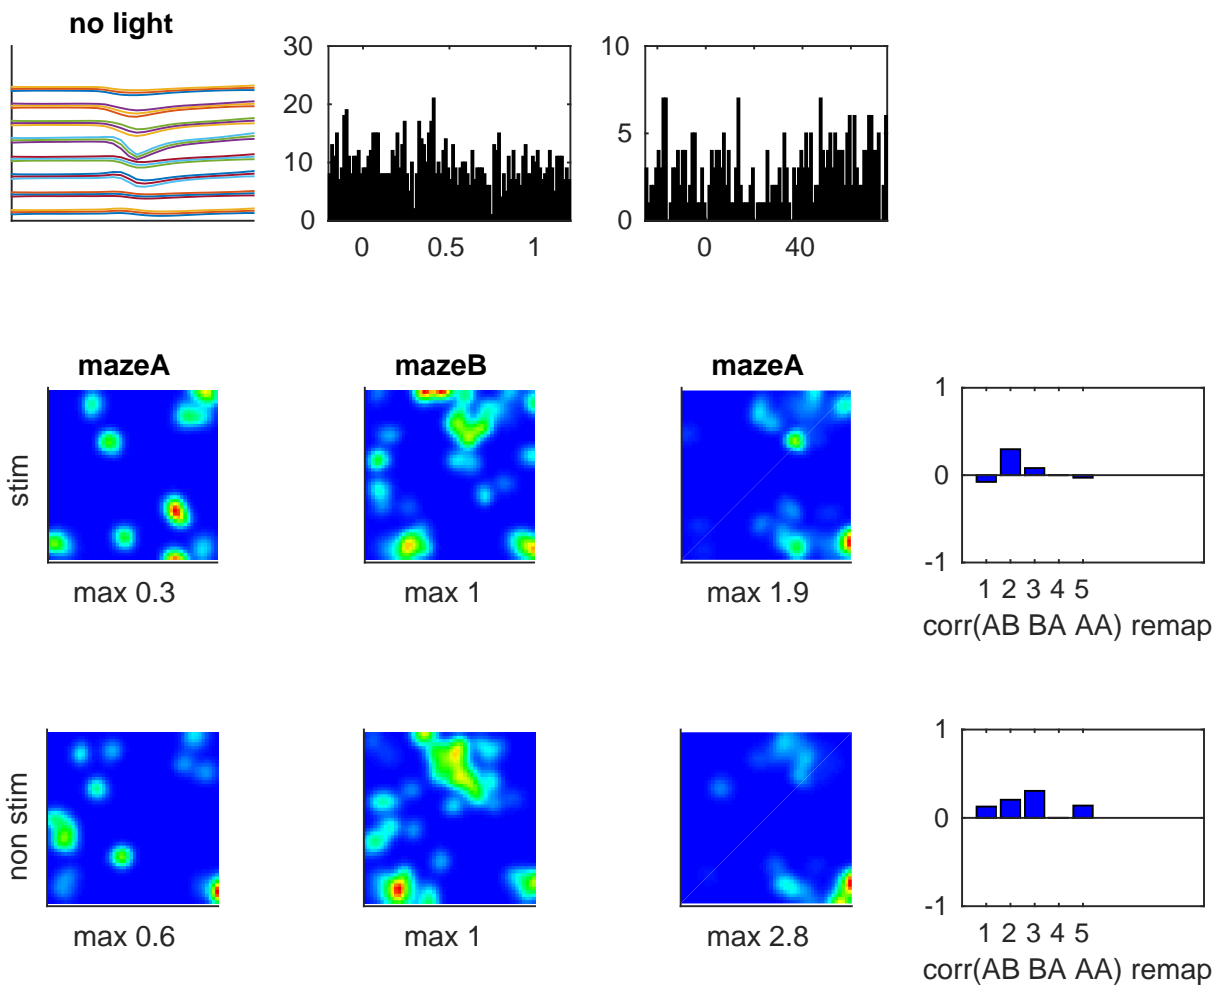 no light
30
20
10
0
0 0.5 1
10
5
0
0 40
mazeA mazeB mazeA
stim
max 0.3 max 1 max 1.9
1
0
-1
1 2 3 4 5
corr(AB BA AA) remap
non stim
max 0.6 max 1 max 2.8
1
0
-1
1 2 3 4 5
corr(AB BA AA) remap